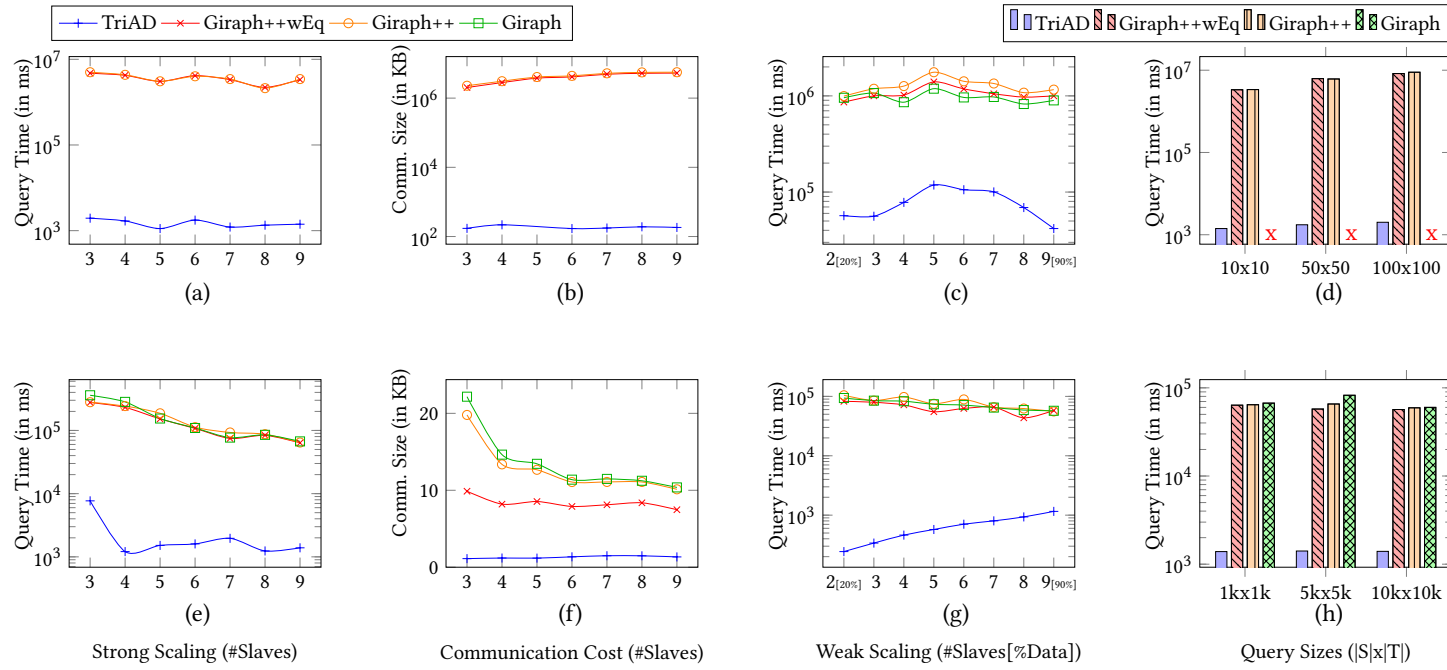 TriAD Giraph++wEq Giraph++ Giraph
TriAD Giraph++wEq Giraph++ Giraph
Query Time (in ms)
10^7
10^5
10^3
3 4 5 6 7 8 9
(a)
Comm. Size (in KB)
10^6
10^4
10^2
3 4 5 6 7 8 9
(b)
Query Time (in ms)
10^6
10^5
2[20%] 3 4 5 6 7 8 9[90%]
(c)
Query Time (in ms)
10^7
10^5
10^3
x x x
10x10 50x50 100x100
(d)
Query Time (in ms)
10^5
10^4
10^3
3 4 5 6 7 8 9
(e)
Comm. Size (in KB)
20
10
0
3 4 5 6 7 8 9
(f)
Query Time (in ms)
10^5
10^4
10^3
2[20%] 3 4 5 6 7 8 9[90%]
(g)
Query Time (in ms)
10^5
10^4
10^3
1kx1k 5kx5k 10kx10k
(h)
Strong Scaling (#Slaves) Communication Cost (#Slaves) Weak Scaling (#Slaves[%Data]) Query Sizes (|S|x|T|)